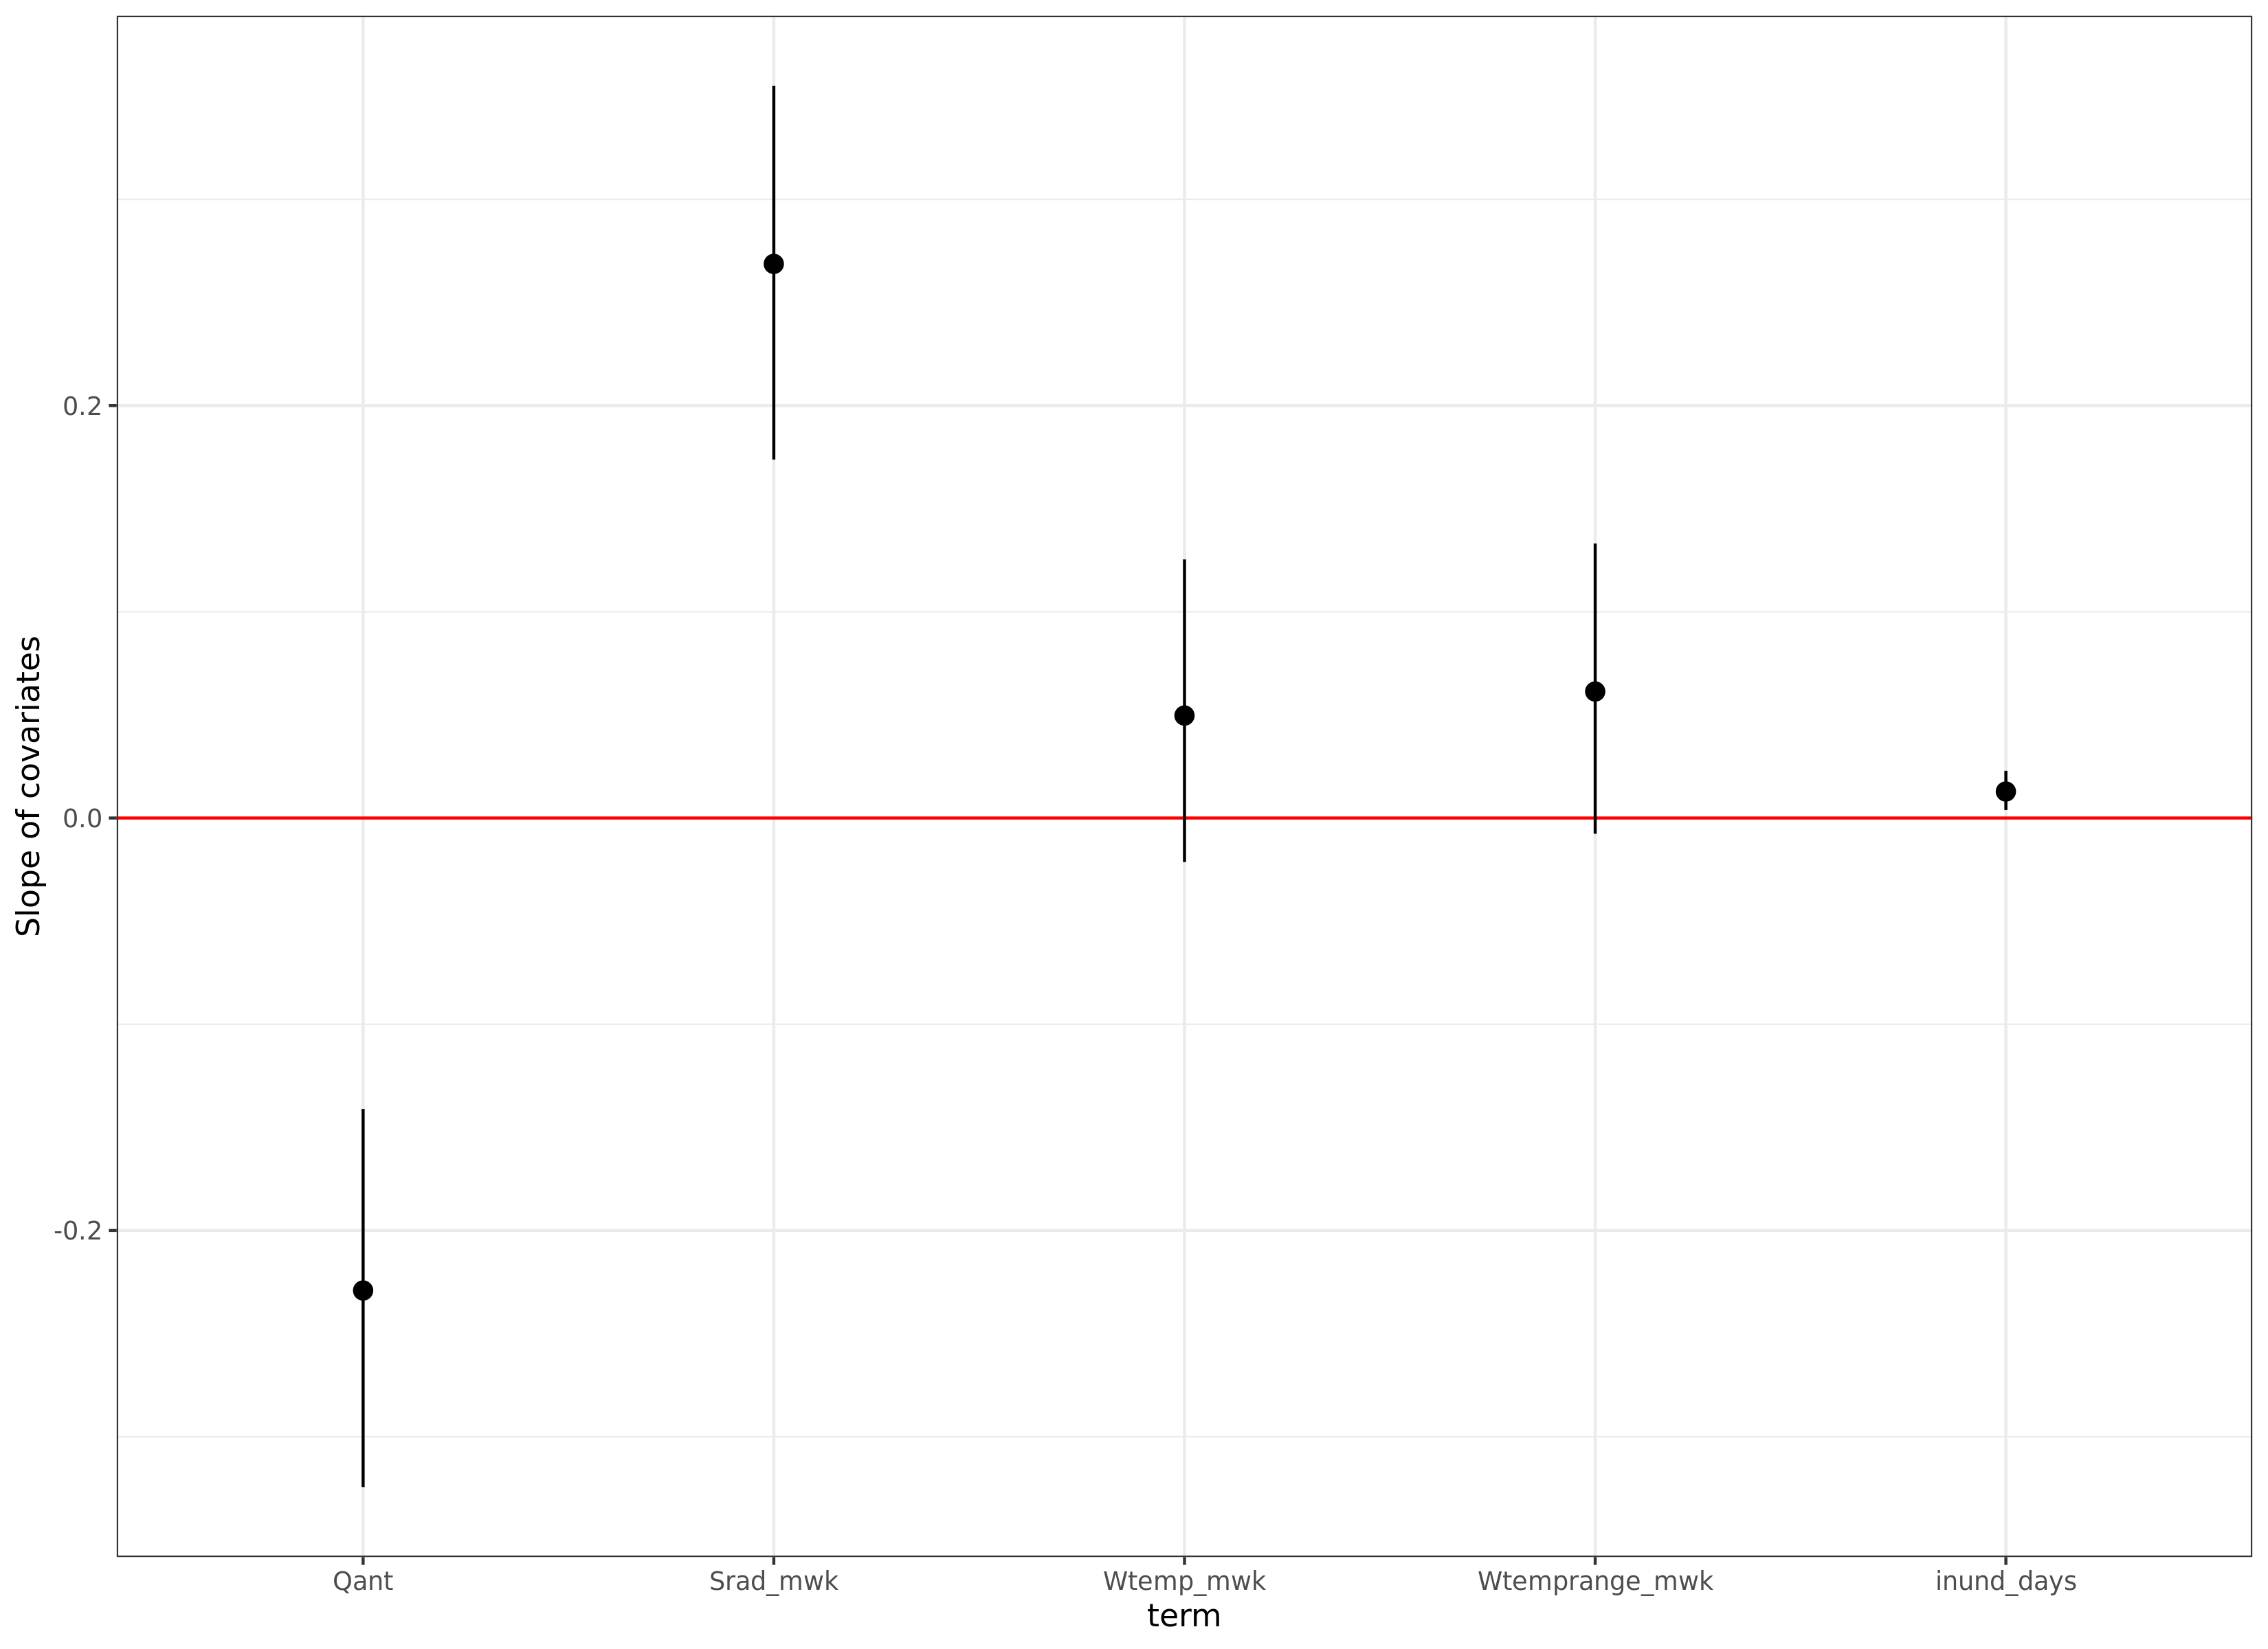 Slope of covariates
0.2
0.0
-0.2
Qant Srad_mwk Wtemp_mwk Wtemprange_mwk inund_days
term